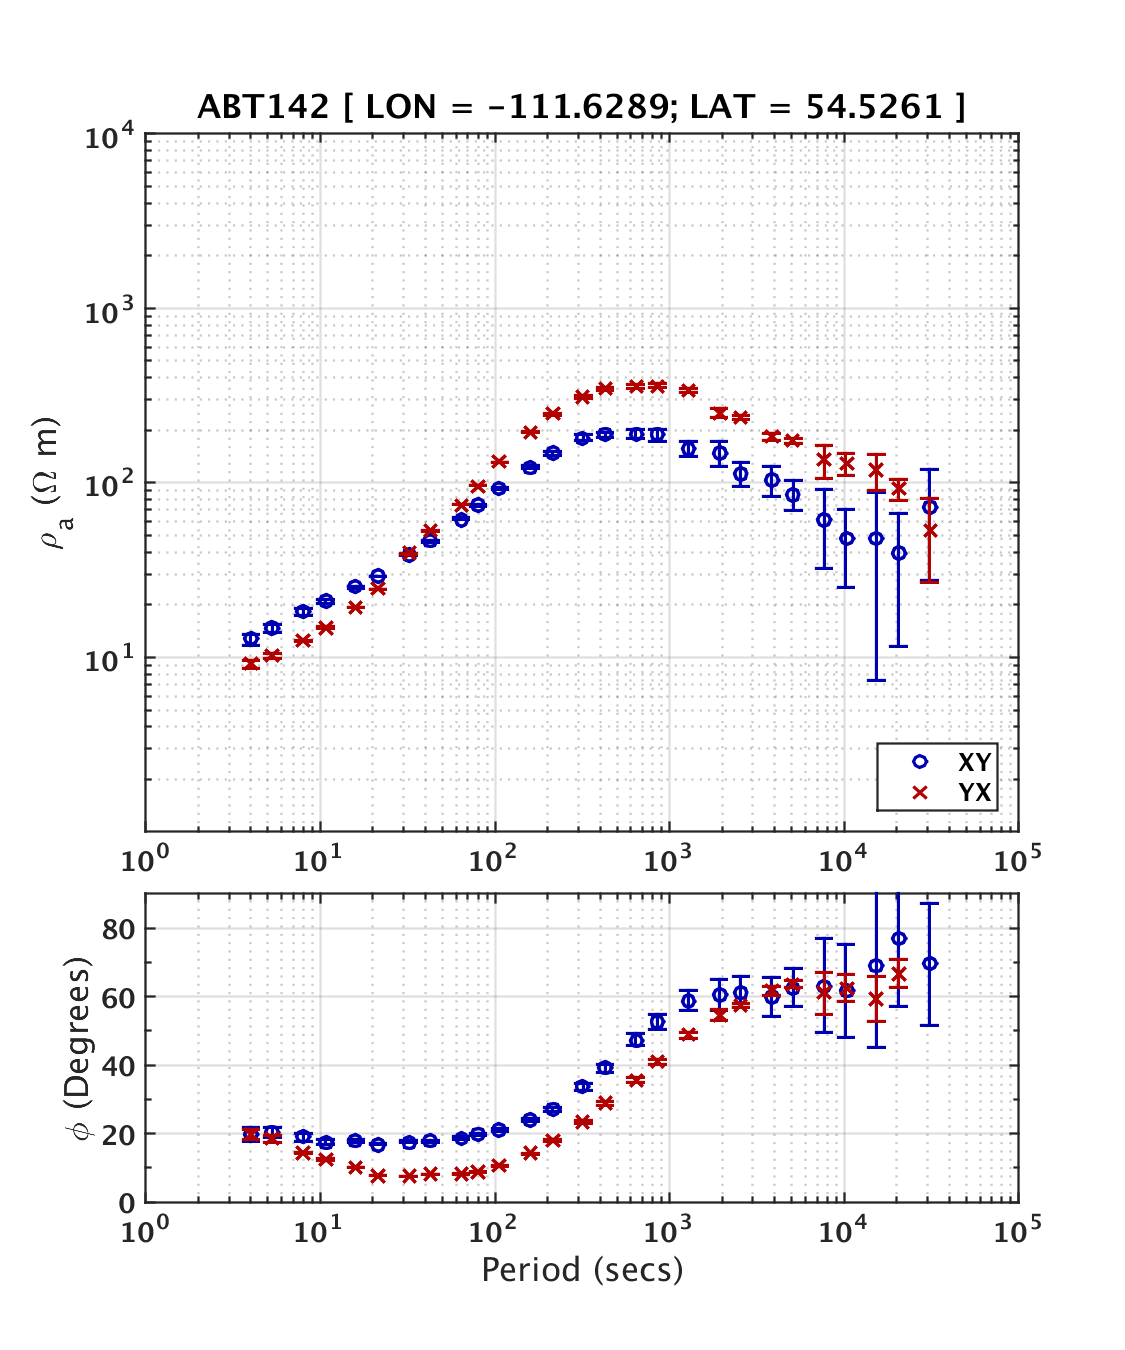 ABT142 [ LON = -111.6289; LAT = 54.5261 ]
10^4
10^3
10^2
10^1
ρ_a (Ω m)
XY
YX
10^0 10^1 10^2 10^3 10^4 10^5
80
60
40
20
0
ϕ (Degrees)
10^0 10^1 10^2 10^3 10^4 10^5
Period (secs)